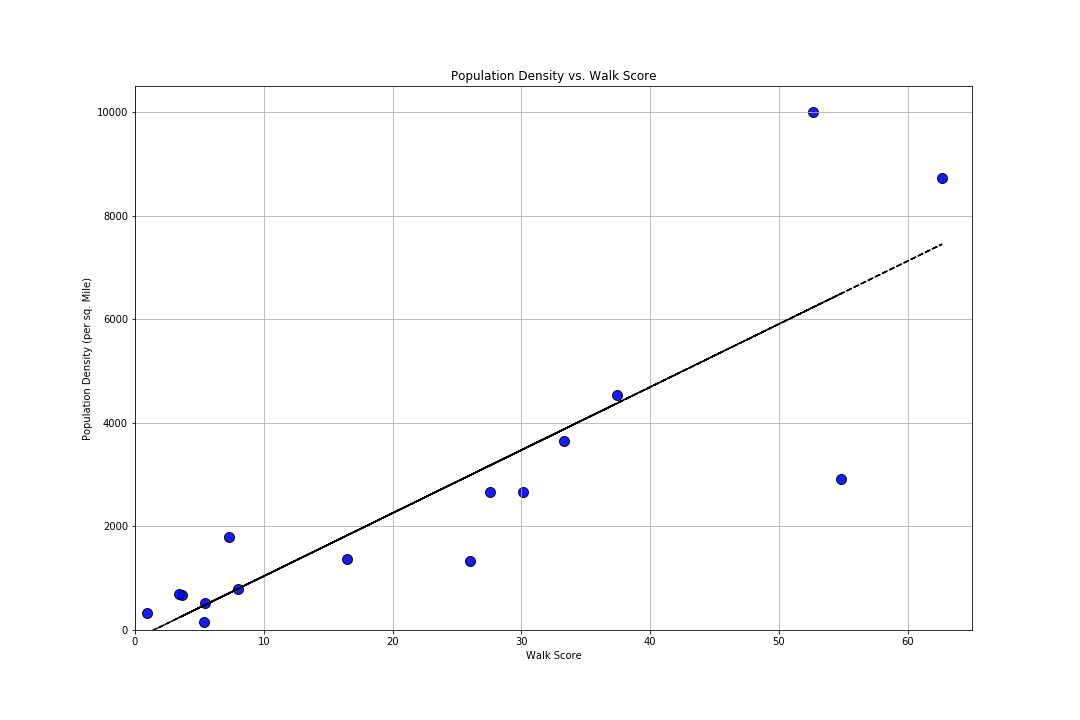 Population Density vs. Walk Score
Population Density (per sq. Mile)
10000
8000
6000
4000
2000
0
0 10 20 30 40 50 60
Walk Score